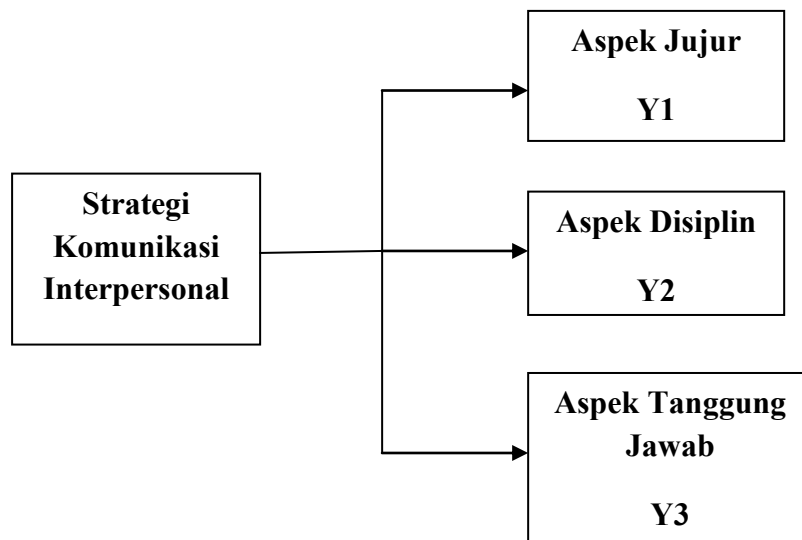 Strategi
Komunikasi
Interpersonal
Aspek Jujur
Y1
Aspek Disiplin
Y2
Aspek Tanggung
Jawab
Y3